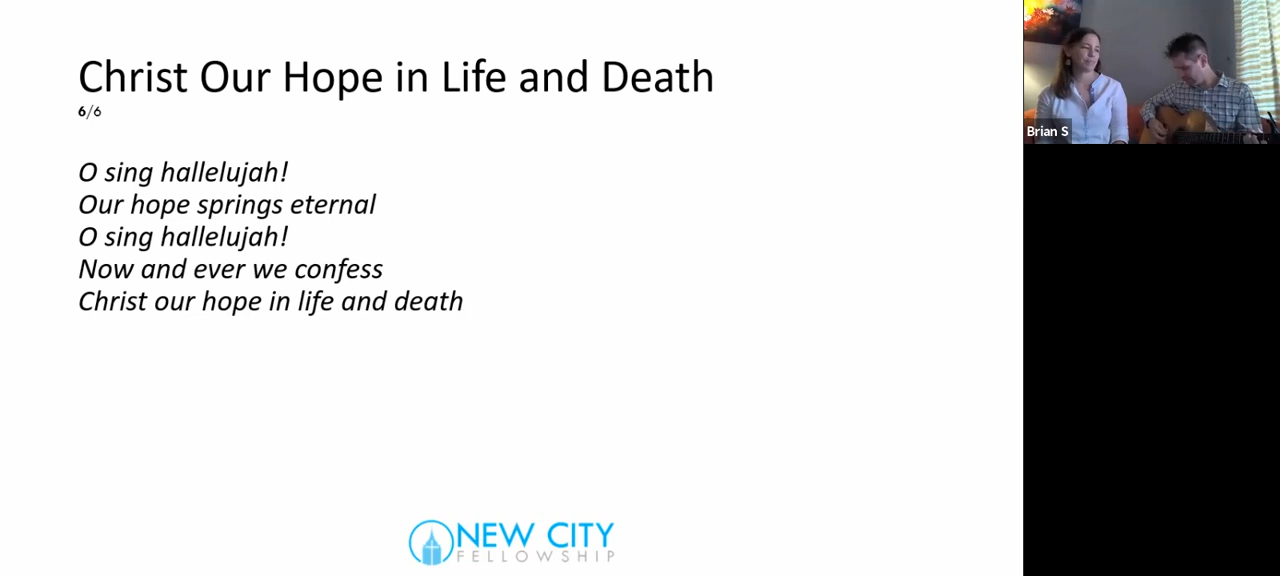 Christ Our Hope in Life and Death
6/6
O sing hallelujah!
Our hope springs eternal
O sing hallelujah!
Now and ever we confess
Christ our hope in life and death
Brian S
NEW CITY
FELLOWSHIP